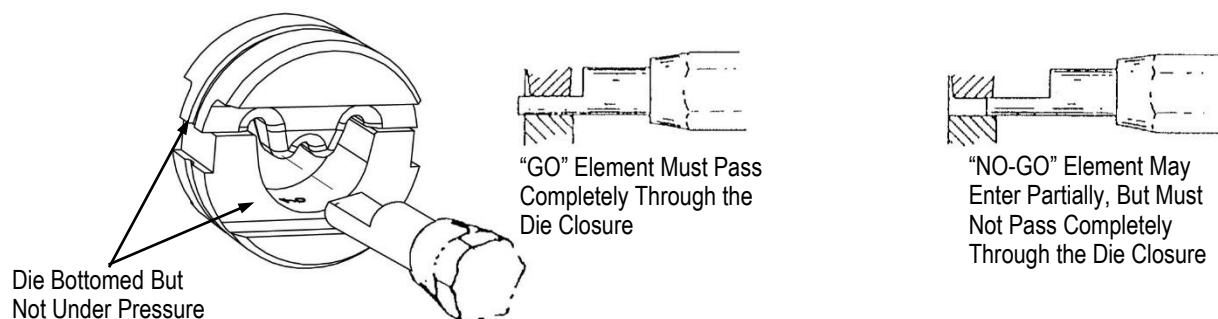 “GO” Element Must Pass
Completely Through the
Die Closure
“NO-GO” Element May
Enter Partially, But Must
Not Pass Completely
Through the Die Closure
Die Bottomed But
Not Under Pressure